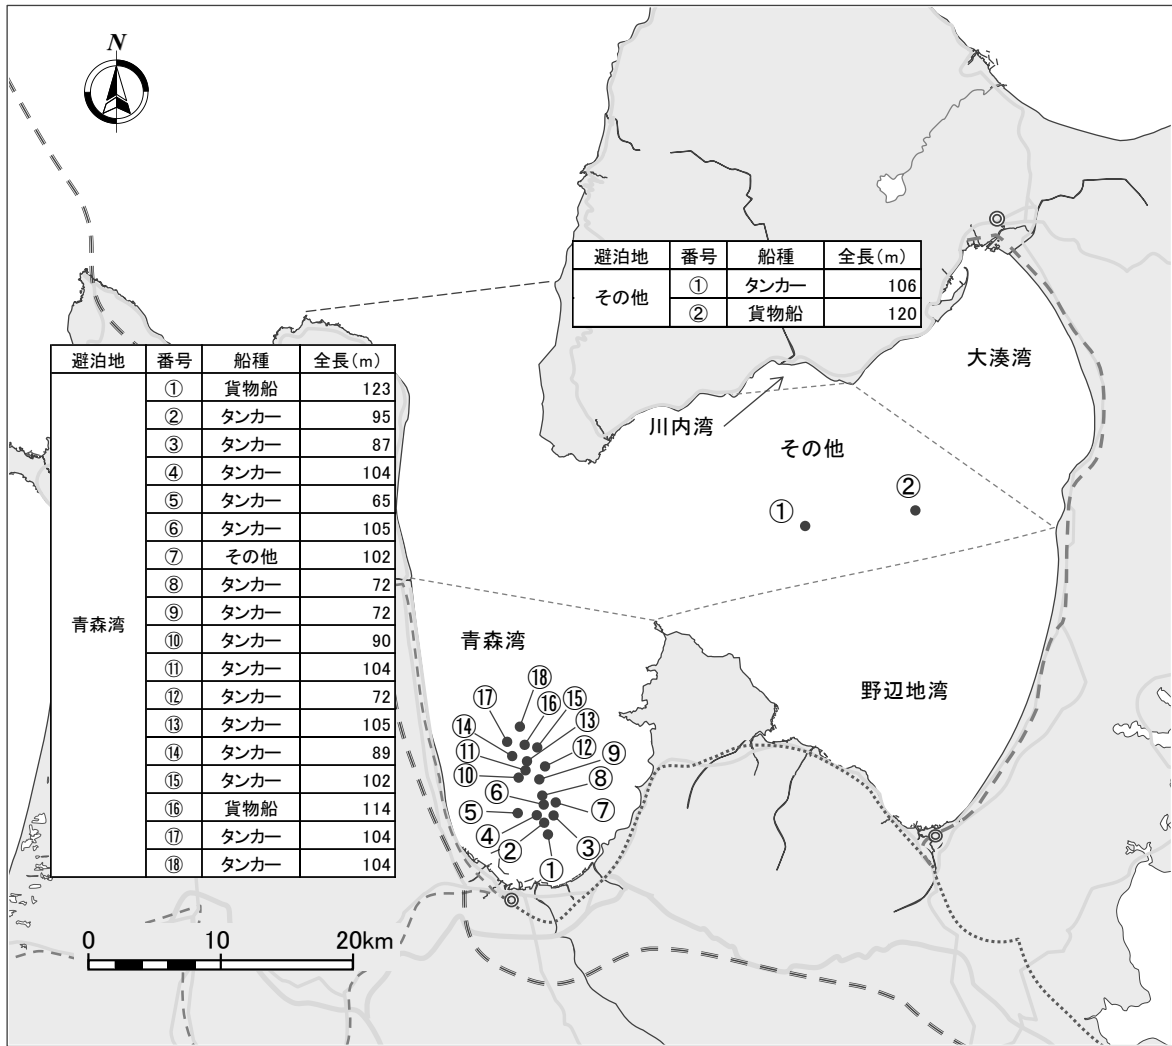 N
避泊地 番号 船種 全長(m)
その他 ① タンカー 106
② 貨物船 120
大湊湾
避泊地 番号 船種 全長(m)
青森湾
① 貨物船 123
② タンカー 95
③ タンカー 87
④ タンカー 104
⑤ タンカー 65
⑥ タンカー 105
⑦ その他 102
⑧ タンカー 72
⑨ タンカー 72
⑩ タンカー 90
⑪ タンカー 104
⑫ タンカー 72
⑬ タンカー 105
⑭ タンカー 89
⑮ タンカー 102
⑯ 貨物船 114
⑰ タンカー 104
⑱ タンカー 104
川内湾
その他
②
①
青森湾
野辺地湾
⑱
⑰ ⑯ ⑮
⑭ ⑬
⑪ ⑫
⑩ ⑨
⑧
⑥
⑤ ⑦
④
② ③
①
0 10 20km